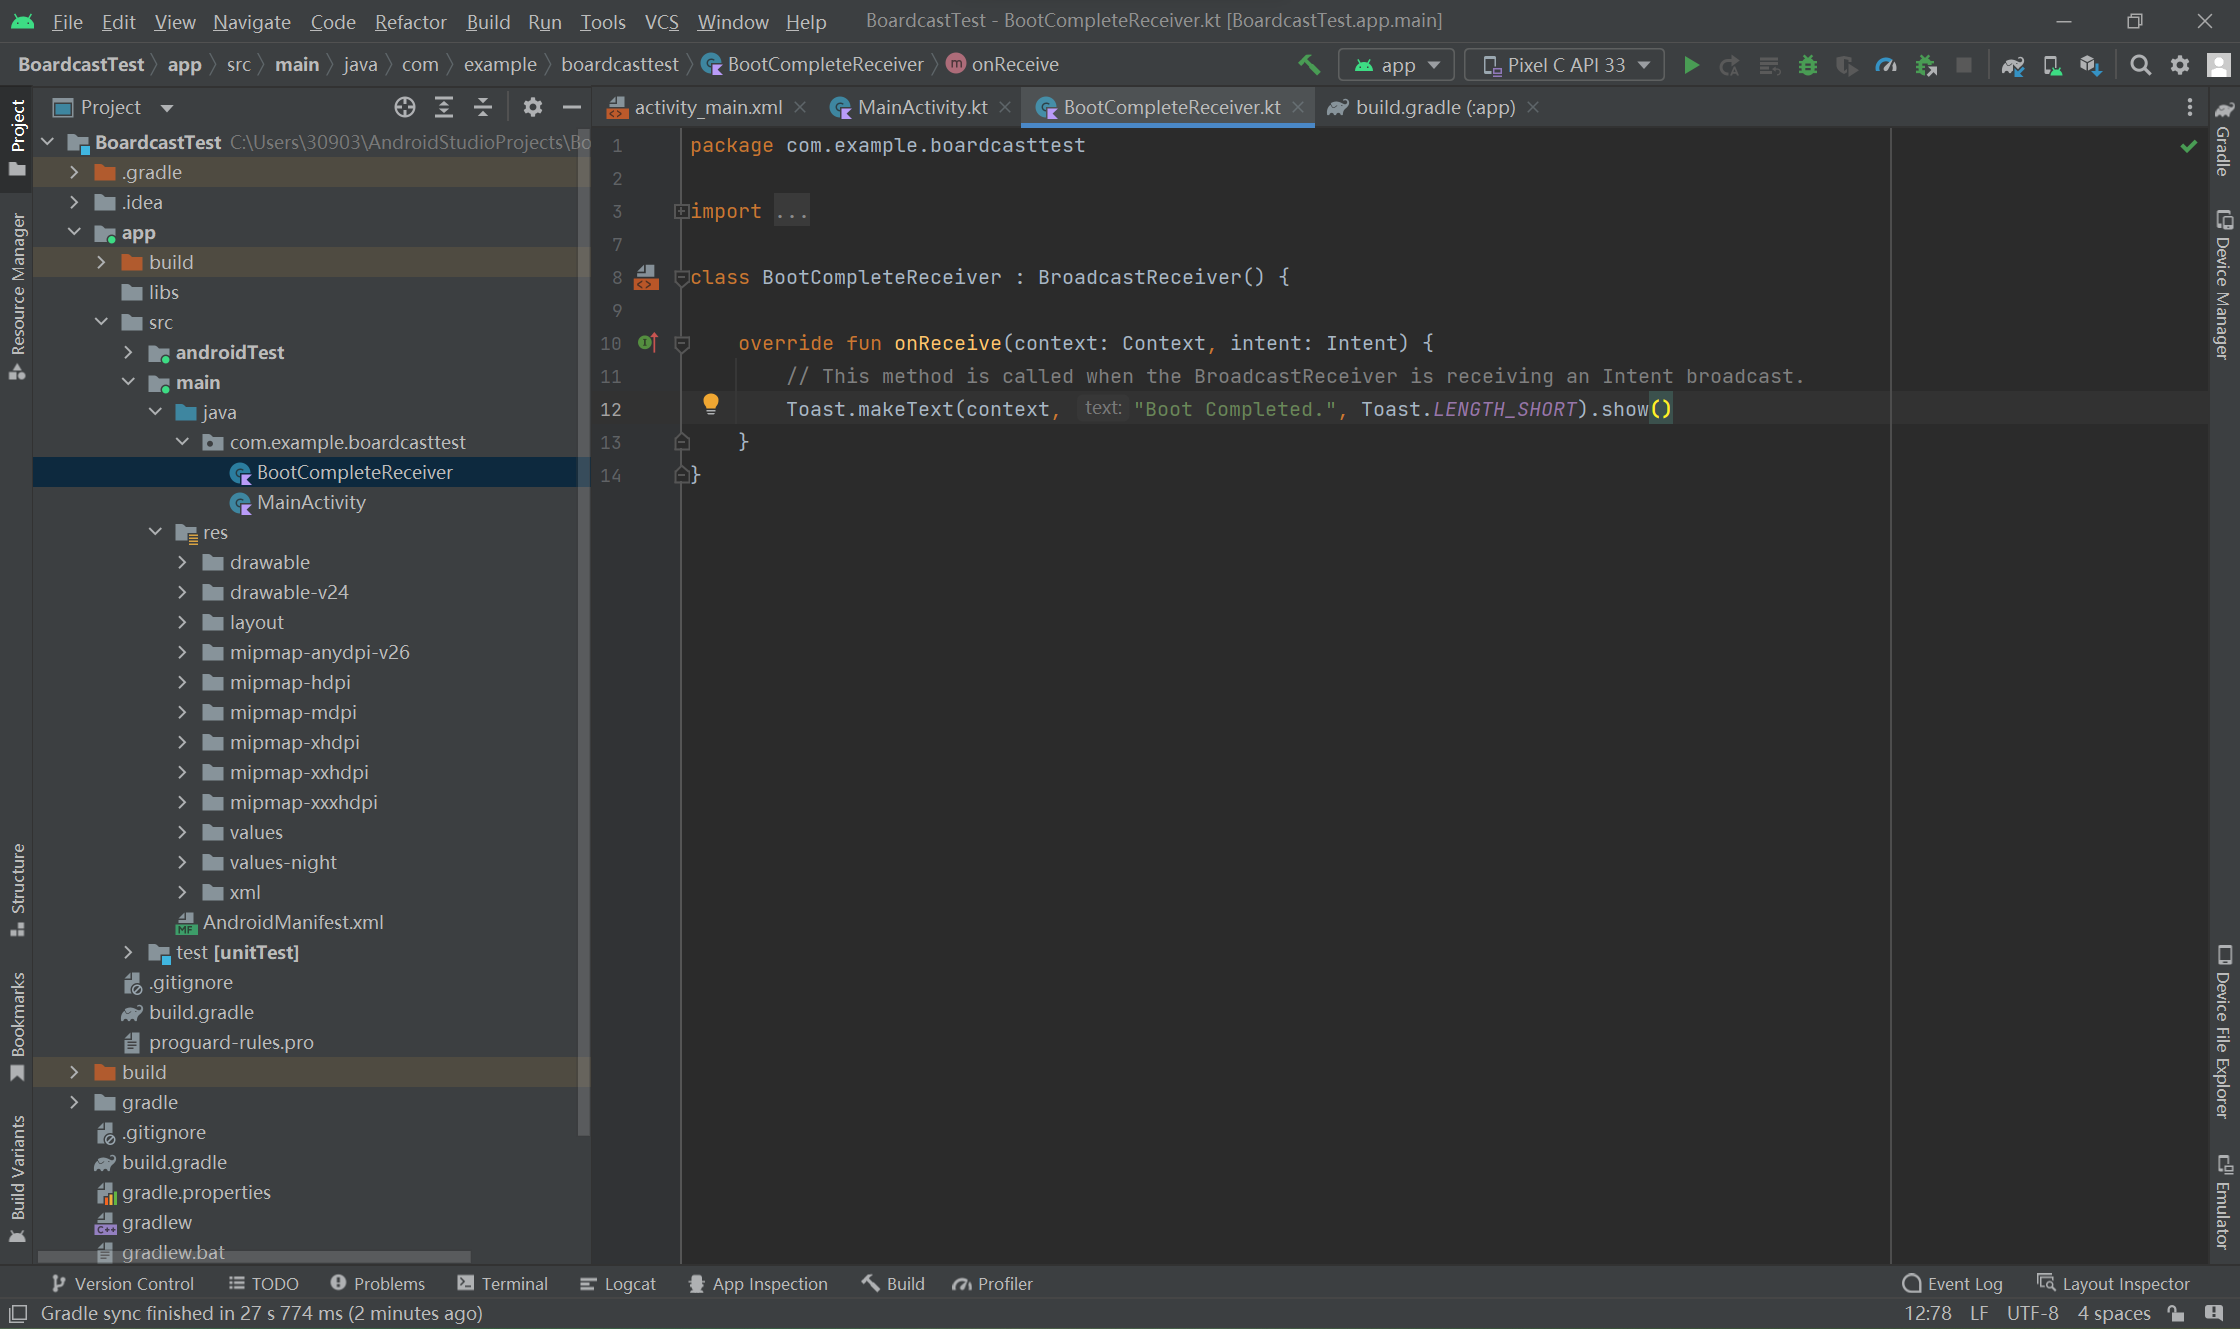 File Edit View Navigate Code Refactor Build Run Tools VCS Window Help BoardcastTest - BootCompleteReceiver.kt [BoardcastTest.app.main]
BoardcastTest app src main java com example boardcasttest BootCompleteReceiver onReceive app Pixel C API 33
Project
activity_main.xml MainActivity.kt BootCompleteReceiver.kt build.gradle (:app)
BoardcastTest C:\Users\30903\AndroidStudioProjects\Bo
.gradle
.idea
app
build
libs
src
androidTest
main
java
com.example.boardcasttest
BootCompleteReceiver
MainActivity
res
drawable
drawable-v24
layout
mipmap-anydpi-v26
mipmap-hdpi
mipmap-mdpi
mipmap-xhdpi
mipmap-xxhdpi
mipmap-xxxhdpi
values
values-night
xml
AndroidManifest.xml
test [unitTest]
.gitignore
build.gradle
proguard-rules.pro
build
gradle
.gitignore
build.gradle
gradle.properties
gradlew
gradlew.bat
1 package com.example.boardcasttest
2
3 import ...
7
8 class BootCompleteReceiver : BroadcastReceiver() {
9
10 override fun onReceive(context: Context, intent: Intent) {
11 // This method is called when the BroadcastReceiver is receiving an Intent broadcast.
12 Toast.makeText(context, text: "Boot Completed.", Toast.LENGTH_SHORT).show()
13 }
14 }
Project
Resource Manager
Structure
Bookmarks
Build Variants
Gradle
Device Manager
Device File Explorer
Emulator
Version Control TODO Problems Terminal Logcat App Inspection Build Profiler Event Log Layout Inspector
Gradle sync finished in 27 s 774 ms (2 minutes ago) 12:78 LF UTF-8 4 spaces